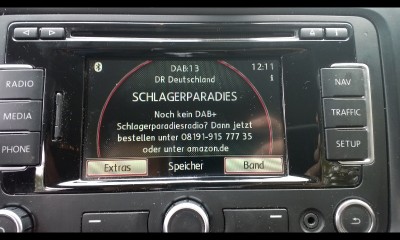 DAB:13 12:11
DR Deutschland
SCHLAGERPARADIES
Noch kein DAB+
Schlagerparadiesradio? Dann jetzt
bestellen unter 08191-915 777 35
oder unter amazon.de
Extras Speicher Band
RADIO
MEDIA
PHONE
NAV
TRAFFIC
SETUP